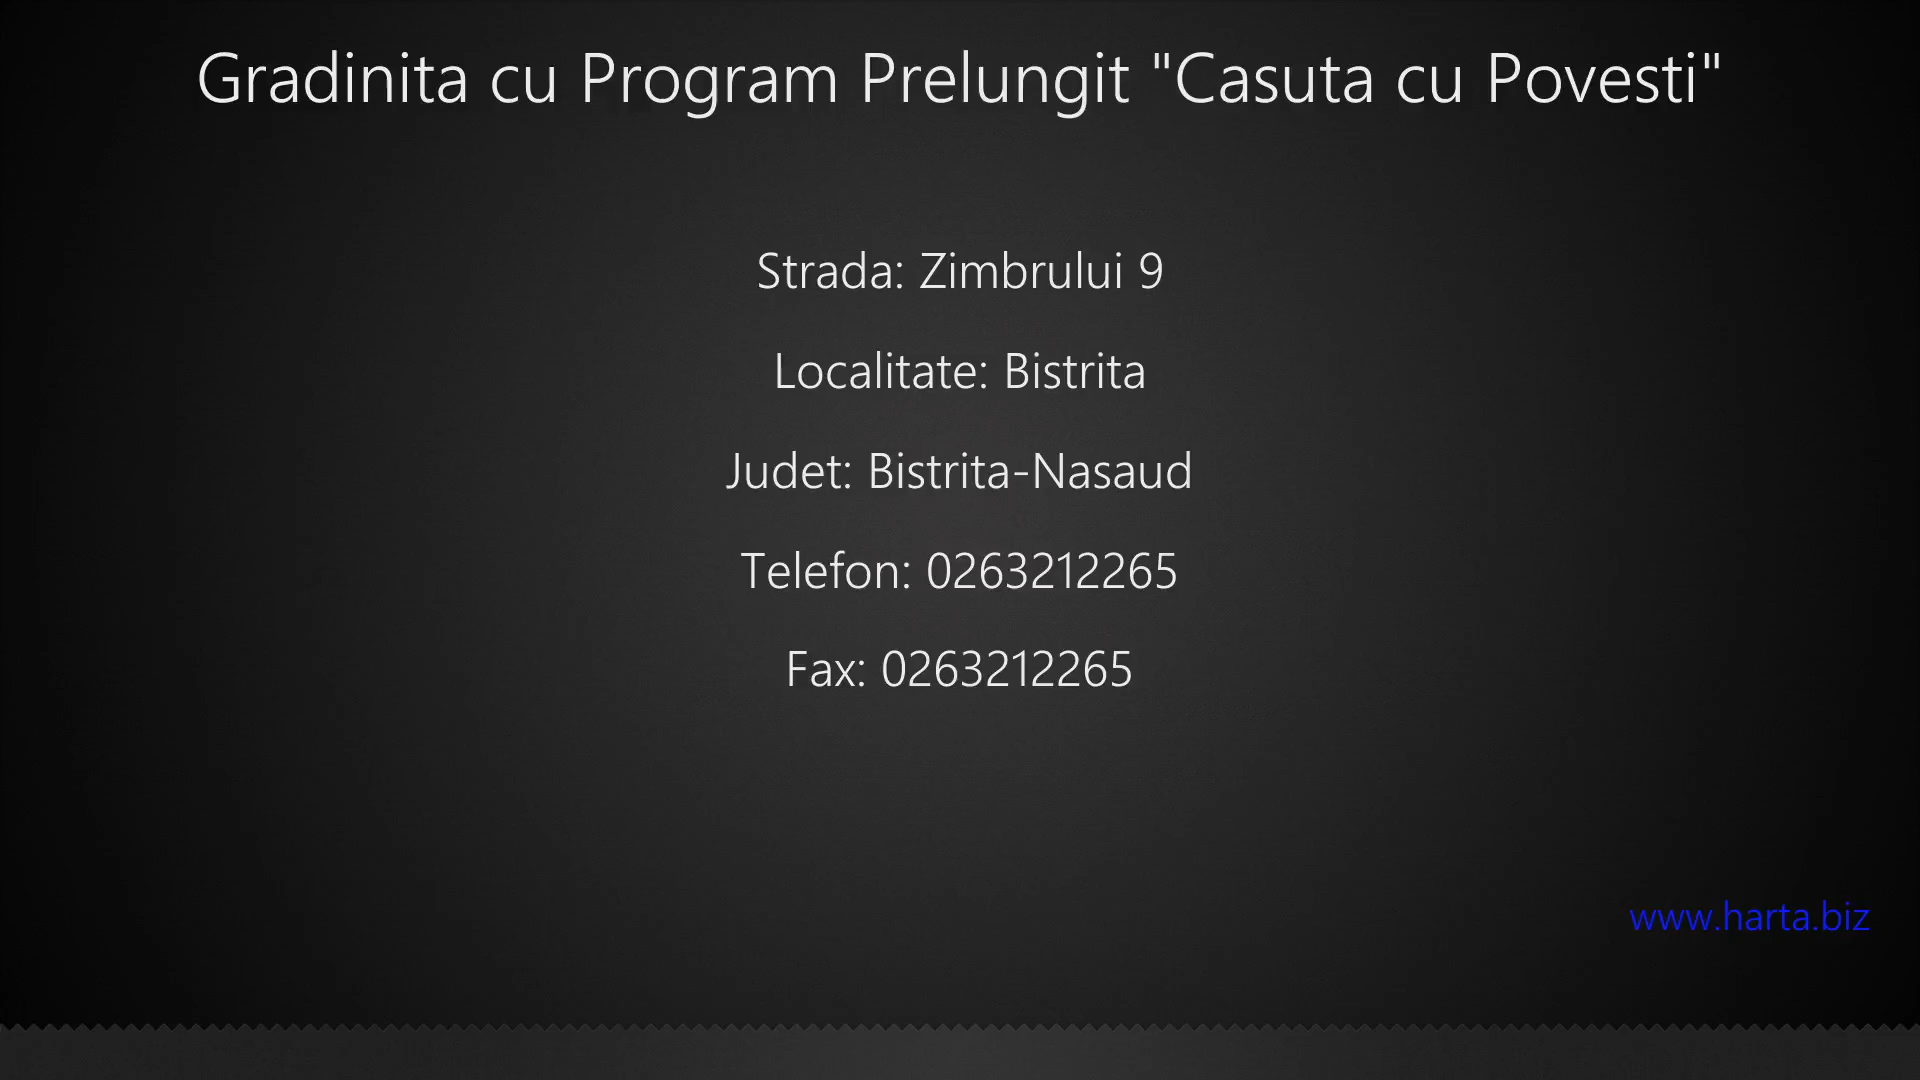 Gradinita cu Program Prelungit "Casuta cu Povesti"
Strada: Zimbrului 9
Localitate: Bistrita
Judet: Bistrita-Nasaud
Telefon: 0263212265
Fax: 0263212265
www.harta.biz